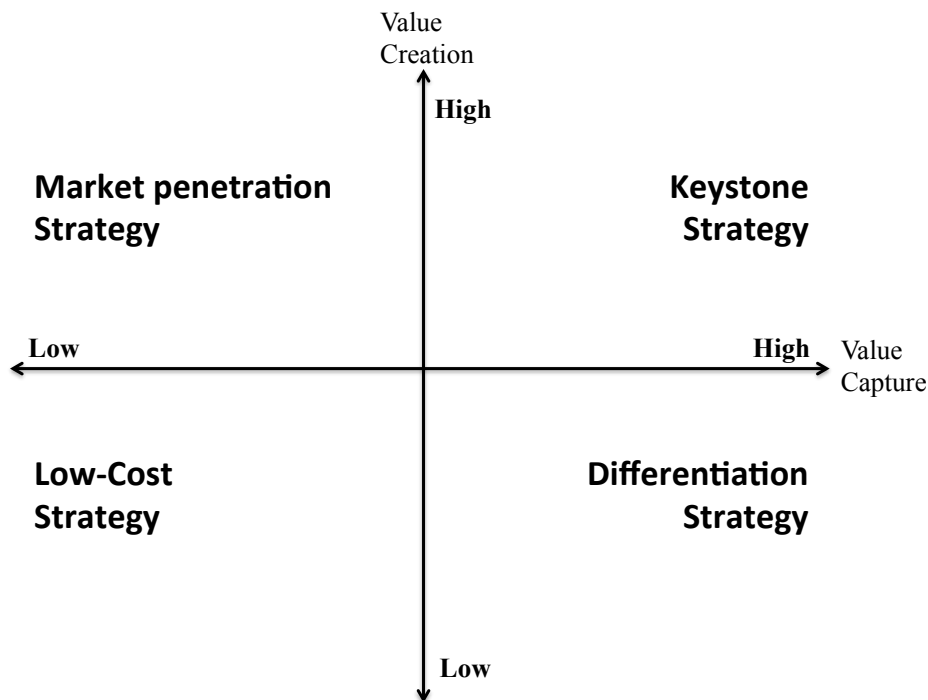 Value
Creation
High
Market penetration
Strategy
Keystone
Strategy
Low
High
Value
Capture
Low-Cost
Strategy
Differentiation
Strategy
Low